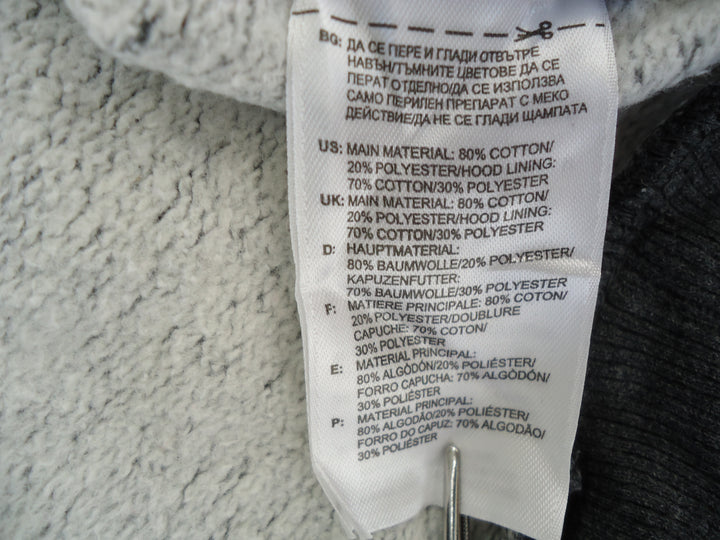 BG: ДА СЕ ПЕРЕ И ГЛАДИ ОТВЪТРЕ
НАВЪН/ТЪМНИТЕ ЦВЕТОВЕ ДА СЕ
ПЕРАТ ОТДЕЛНО/ДА СЕ ИЗПОЛЗВА
САМО ПЕРИЛЕН ПРЕПАРАТ С МЕКО
ДЕЙСТВИЕ/ДА НЕ СЕ ГЛАДИ ЩАМПАТА
US: MAIN MATERIAL: 80% COTTON/
20% POLYESTER/HOOD LINING:
70% COTTON/30% POLYESTER
UK: MAIN MATERIAL: 80% COTTON/
20% POLYESTER/HOOD LINING:
70% COTTON/30% POLYESTER
D: HAUPTMATERIAL:
80% BAUMWOLLE/20% POLYESTER/
KAPUZENFUTTER:
70% BAUMWOLLE/30% POLYESTER
F: MATIERE PRINCIPALE: 80% COTON/
20% POLYESTER/DOUBLURE
CAPUCHE: 70% COTON/
30% POLYESTER
E: MATERIAL PRINCIPAL:
80% ALGÒDÓN/20% POLIÉSTER/
FORRO CAPUCHA: 70% ALGÒDÓN/
30% POLIÉSTER
P: MATERIAL PRINCIPAL:
80% ALGODÃO/20% POLIÉSTER/
FORRO DO CAPUZ: 70% ALGODÃO/
30% POLIÉSTER